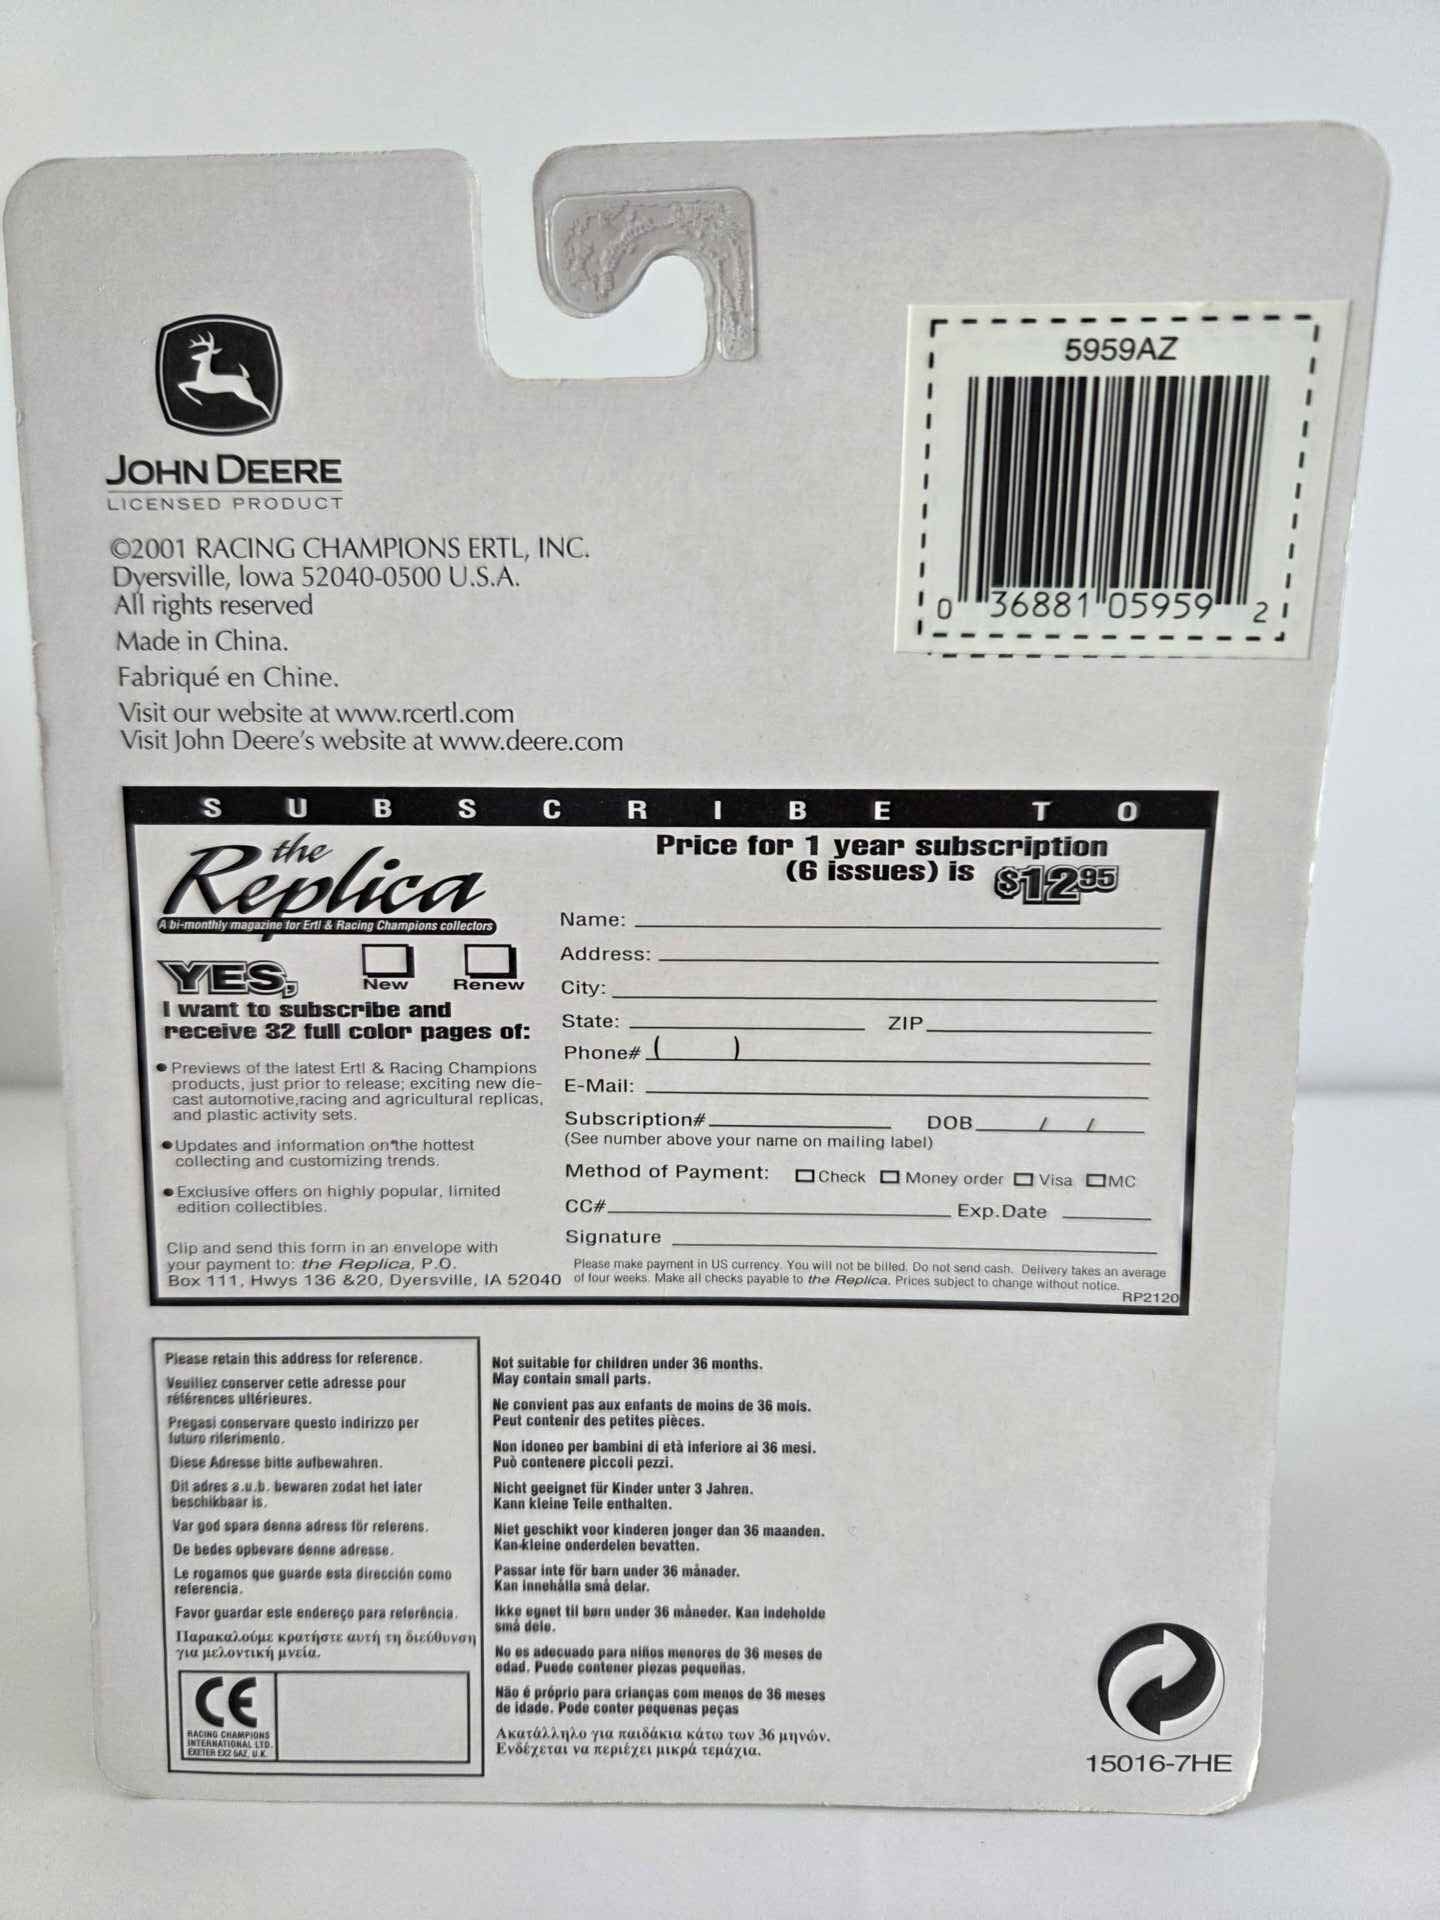 5959AZ
0 36881 05959 2
JOHN DEERE
LICENSED PRODUCT
©2001 RACING CHAMPIONS ERTL, INC.
Dyersville, Iowa 52040-0500 U.S.A.
All rights reserved
Made in China.
Fabriqué en Chine.
Visit our website at www.rcertl.com
Visit John Deere's website at www.deere.com
SUBSCRIBE TO
the
Replica
A bi-monthly magazine for Ertl & Racing Champions collectors
YES,
New
Renew
I want to subscribe and
receive 32 full color pages of:
• Previews of the latest Ertl & Racing Champions
products, just prior to release; exciting new die-
cast automotive,racing and agricultural replicas,
and plastic activity sets.
• Updates and information on the hottest
collecting and customizing trends.
• Exclusive offers on highly popular, limited
edition collectibles.
Clip and send this form in an envelope with
your payment to: the Replica, P.O.
Box 111, Hwys 136 &20, Dyersville, IA 52040
Price for 1 year subscription
(6 issues) is $12.95
Name:
Address:
City:
State: ZIP
Phone# ( )
E-Mail:
Subscription# DOB / /
(See number above your name on mailing label)
Method of Payment: Check Money order Visa MC
CC# Exp.Date
Signature
Please make payment in US currency. You will not be billed. Do not send cash. Delivery takes an average
of four weeks. Make all checks payable to the Replica. Prices subject to change without notice.
RP2120
Please retain this address for reference.
Veuillez conserver cette adresse pour
références ultérieures.
Pregasi conservare questo indirizzo per
futuro riferimento.
Diese Adresse bitte aufbewahren.
Dit adres a.u.b. bewaren zodat het later
beschikbaar is.
Var god spara denna adress för referens.
De bedes opbevare denne adresse.
Le rogamos que guarde esta dirección como
referencia.
Favor guardar este endereço para referência.
Παρακαλούμε κρατήστε αυτή τη διεύθυνση
για μελοντική μνεία.
CE
RACING CHAMPIONS
INTERNATIONAL LTD.
EXETER EX2 8AZ, U.K.
Not suitable for children under 36 months.
May contain small parts.
Ne convient pas aux enfants de moins de 36 mois.
Peut contenir des petites pièces.
Non idoneo per bambini di età inferiore ai 36 mesi.
Può contenere piccoli pezzi.
Nicht geeignet für Kinder unter 3 Jahren.
Kann kleine Teile enthalten.
Niet geschikt voor kinderen jonger dan 36 maanden.
Kan kleine onderdelen bevatten.
Passar inte för barn under 36 månader.
Kan innehålla små delar.
Ikke egnet til børn under 36 måneder. Kan indeholde
små dele.
No es adecuado para niños menores de 36 meses de
edad. Puede contener piezas pequeñas.
Não é próprio para crianças com menos de 36 meses
de idade. Pode conter pequenas peças
Ακατάλληλο για παιδάκια κάτω των 36 μηνών.
Ενδέχεται να περιέχει μικρά τεμάχια.
15016-7HE